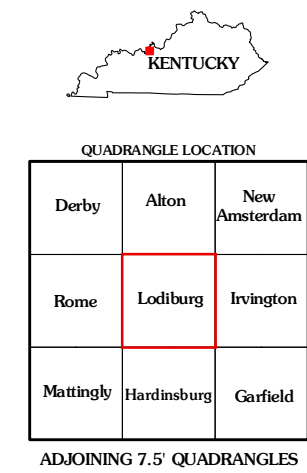 KENTUCKY
QUADRANGLE LOCATION
Derby
Alton
New
Amsterdam
Rome
Lodiburg
Irvington
Mattingly
Hardinsburg
Garfield
ADJOINING 7.5' QUADRANGLES